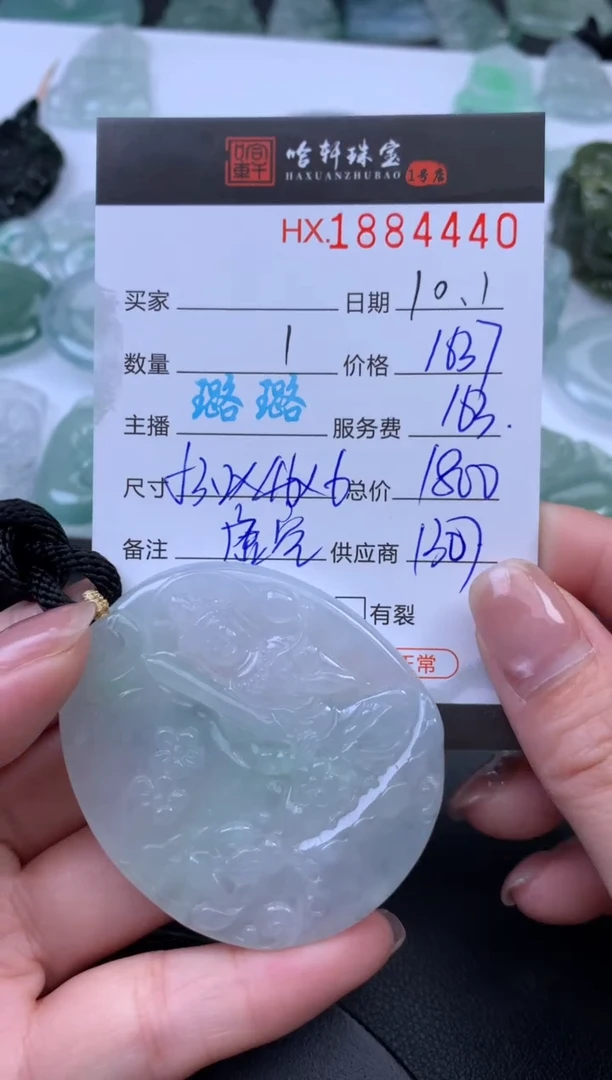 哈轩珠宝
HAXUANZHUBAO 1号店
HX.1884440
买家 日期 10、1
数量 1 价格 1637
主播 璐璐 服务费 163.
尺寸 总价 1800
备注 供应商
有裂
正常